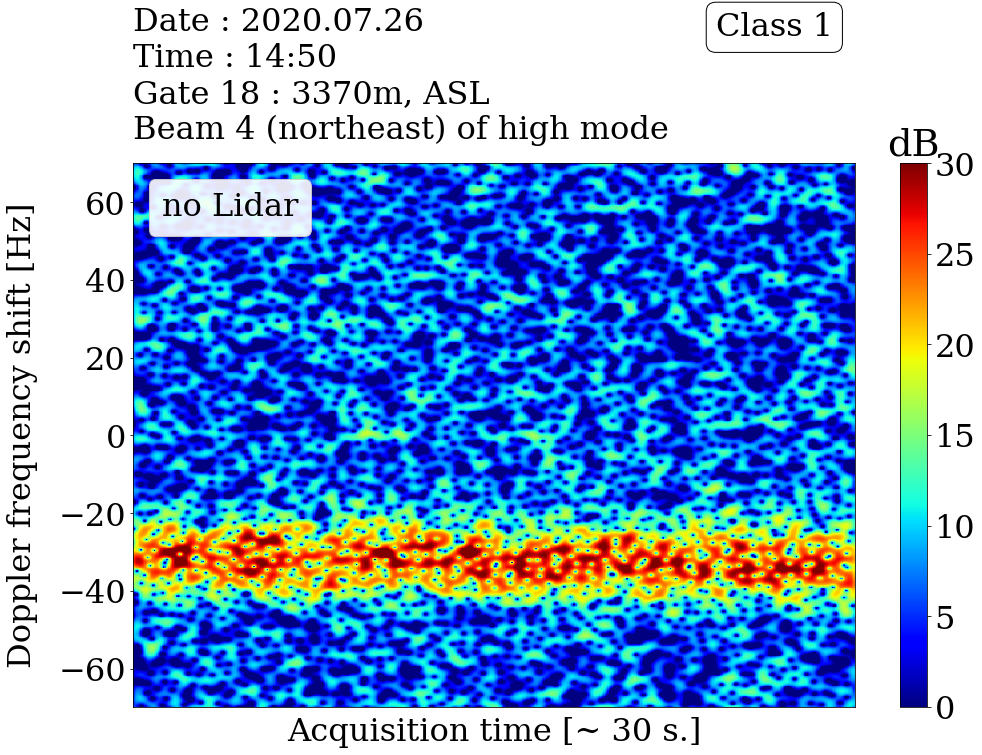 Date : 2020.07.26
Time : 14:50
Gate 18 : 3370m, ASL
Beam 4 (northeast) of high mode
Class 1
dB
no Lidar
Doppler frequency shift [Hz]
60
40
20
0
−20
−40
−60
30
25
20
15
10
5
0
Acquisition time [~ 30 s.]